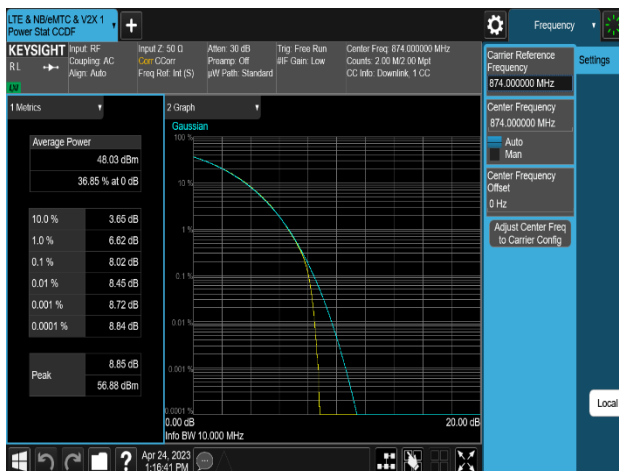 LTE & NB/eMTC & V2X 1
Power Stat CCDF
Frequency
KEYSIGHT
RL
LV
Input: RF
Coupling: AC
Align: Auto
Input Z: 50 Ω
Corr CCorr
Freq Ref: Int (S)
Atten: 30 dB
Preamp: Off
µW Path: Standard
Trig: Free Run
#IF Gain: Low
Center Freq: 874.000000 MHz
Counts: 2.00 M/2.00 Mpt
CC Info: Downlink, 1 CC
Carrier Reference
Frequency
874.000000 MHz
Settings
Center Frequency
874.000000 MHz
Auto
Man
Center Frequency
Offset
0 Hz
Adjust Center Freq
to Carrier Config
Local
1 Metrics
Average Power
48.03 dBm
36.85 % at 0 dB
10.0 % 3.65 dB
1.0 % 6.62 dB
0.1 % 8.02 dB
0.01 % 8.45 dB
0.001 % 8.72 dB
0.0001 % 8.84 dB
Peak
8.85 dB
56.88 dBm
2 Graph
Gaussian
100 %
10 %
1 %
0.1 %
0.01 %
0.001 %
0.0001 %
0.00 dB
20.00 dB
Info BW 10.000 MHz
Apr 24, 2023
1:16:41 PM